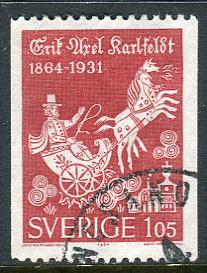 Erik Axel Karlfeldt
1864-1931
SVERIGE 1.05